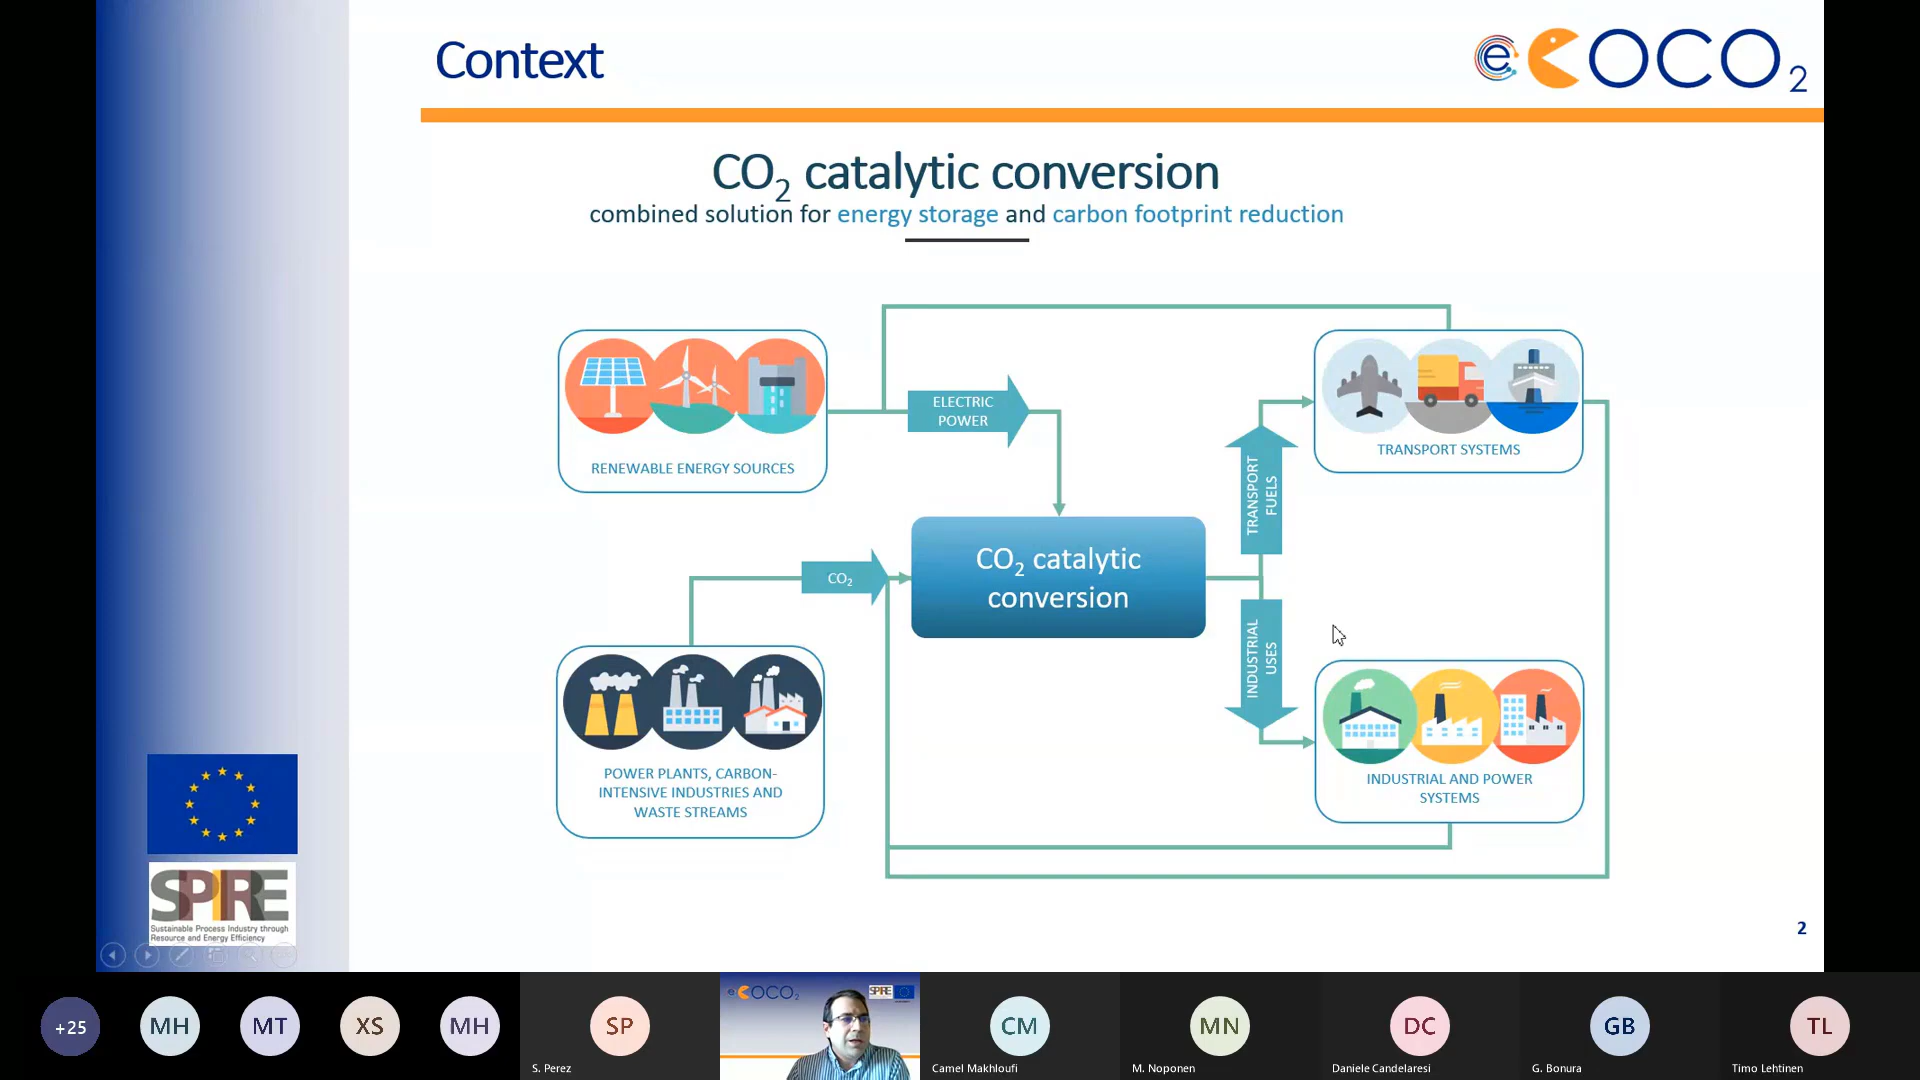 Context
eCOCO2
CO2 catalytic conversion
combined solution for energy storage and carbon footprint reduction
RENEWABLE ENERGY SOURCES
ELECTRIC
POWER
TRANSPORT SYSTEMS
TRANSPORT
FUELS
CO2
CO2 catalytic
conversion
INDUSTRIAL
USES
POWER PLANTS, CARBON-
INTENSIVE INDUSTRIES AND
WASTE STREAMS
INDUSTRIAL AND POWER
SYSTEMS
SPIRE
Sustainable Process Industry through
Resource and Energy Efficiency
2
+25
MH
MT
XS
MH
SP
S. Perez
eCOCO2
SPIRE
CM
Camel Makhloufi
MN
M. Noponen
DC
Daniele Candelaresi
GB
G. Bonura
TL
Timo Lehtinen